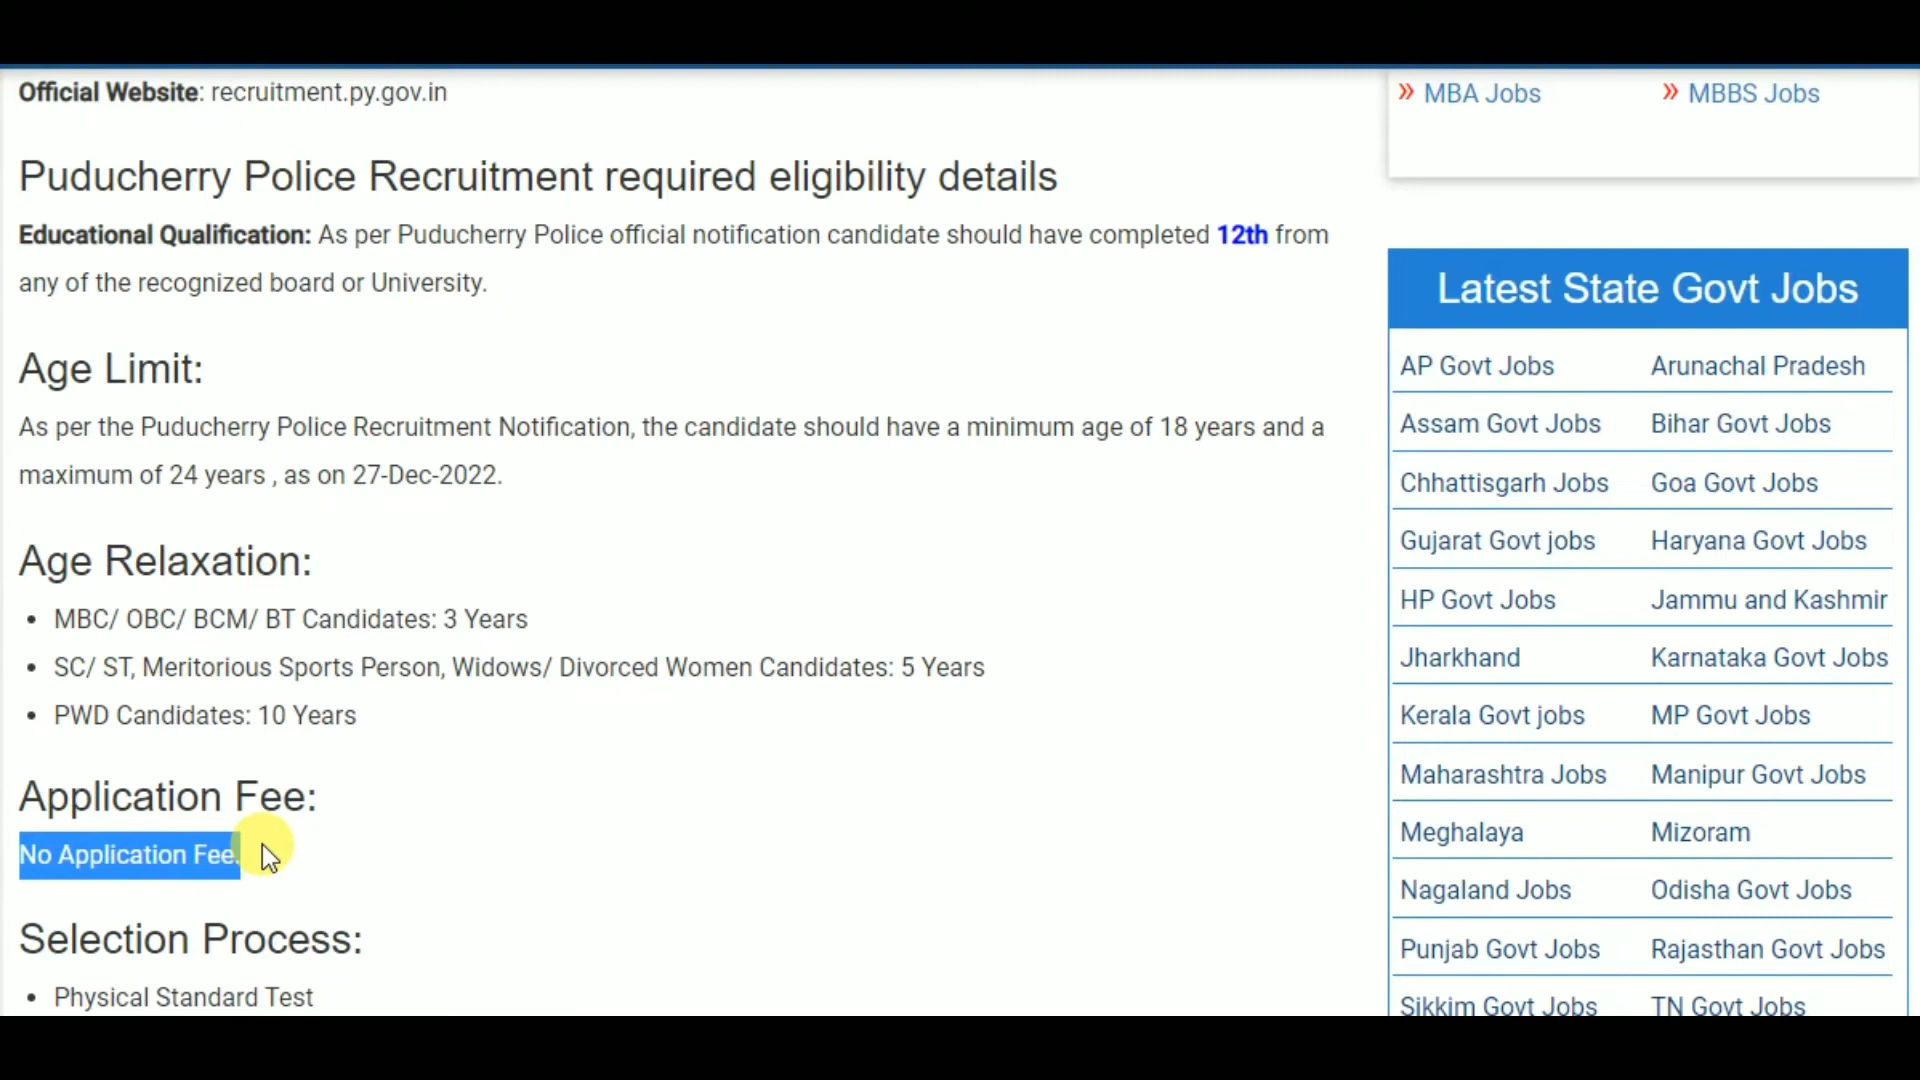 Official Website: recruitment.py.gov.in
Puducherry Police Recruitment required eligibility details
Educational Qualification: As per Puducherry Police official notification candidate should have completed 12th from
any of the recognized board or University.
Age Limit:
As per the Puducherry Police Recruitment Notification, the candidate should have a minimum age of 18 years and a
maximum of 24 years , as on 27-Dec-2022.
Age Relaxation:
• MBC/ OBC/ BCM/ BT Candidates: 3 Years
• SC/ ST, Meritorious Sports Person, Widows/ Divorced Women Candidates: 5 Years
• PWD Candidates: 10 Years
Application Fee:
No Application Fee.
Selection Process:
• Physical Standard Test
» MBA Jobs » MBBS Jobs
Latest State Govt Jobs
AP Govt Jobs Arunachal Pradesh
Assam Govt Jobs Bihar Govt Jobs
Chhattisgarh Jobs Goa Govt Jobs
Gujarat Govt jobs Haryana Govt Jobs
HP Govt Jobs Jammu and Kashmir
Jharkhand Karnataka Govt Jobs
Kerala Govt jobs MP Govt Jobs
Maharashtra Jobs Manipur Govt Jobs
Meghalaya Mizoram
Nagaland Jobs Odisha Govt Jobs
Punjab Govt Jobs Rajasthan Govt Jobs
Sikkim Govt Jobs TN Govt Jobs